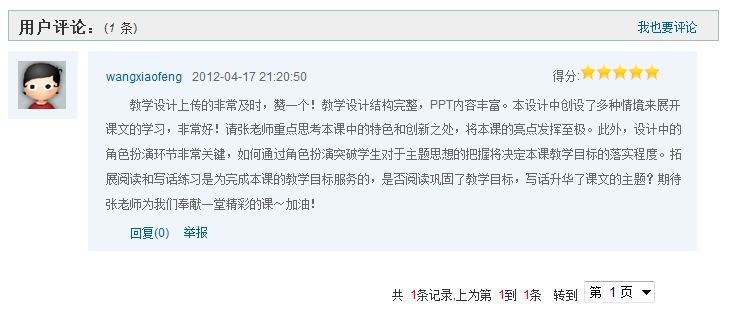 用户评论：(1 条) 我也要评论
wangxiaofeng 2012-04-17 21:20:50 得分:
教学设计上传的非常及时，赞一个！教学设计结构完整，PPT内容丰富。本设计中创设了多种情境来展开
课文的学习，非常好！请张老师重点思考本课中的特色和创新之处，将本课的亮点发挥至极。此外，设计中的
角色扮演环节非常关键，如何通过角色扮演突破学生对于主题思想的把握将决定本课教学目标的落实程度。拓
展阅读和写话练习是为完成本课的教学目标服务的，是否阅读巩固了教学目标，写话升华了课文的主题？期待
张老师为我们奉献一堂精彩的课～加油！
回复(0) 举报
共 1条记录.上为第 1到 1条 转到 第 1 页